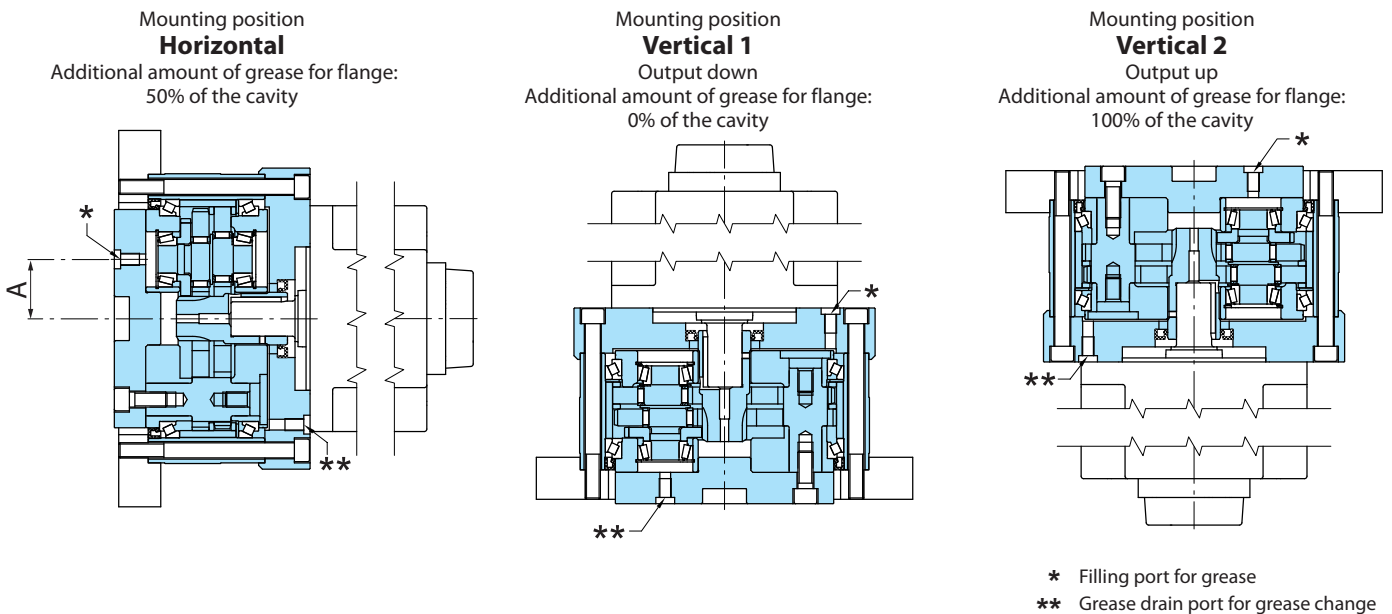 Mounting position
Horizontal
Additional amount of grease for flange:
50% of the cavity
*
A
**
Mounting position
Vertical 1
Output down
Additional amount of grease for flange:
0% of the cavity
*
**
Mounting position
Vertical 2
Output up
Additional amount of grease for flange:
100% of the cavity
*
**
* Filling port for grease
** Grease drain port for grease change